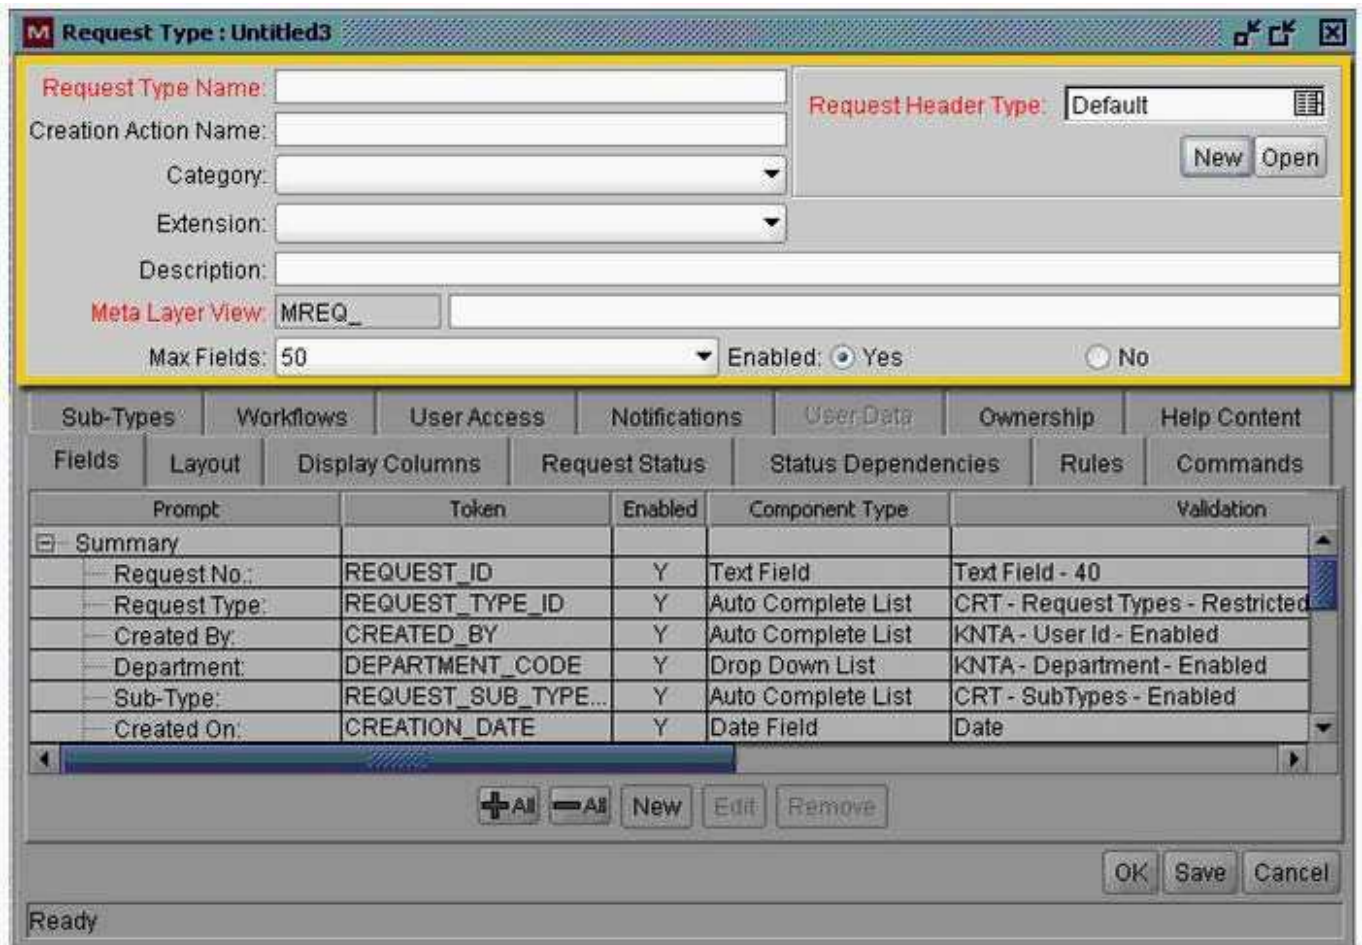 M Request Type : Untitled3
Request Type Name:
Request Header Type: Default
Creation Action Name:
New Open
Category:
Extension:
Description:
Meta Layer View: MREQ_
Max Fields: 50 Enabled: Yes No
Sub-Types Workflows User Access Notifications User Data Ownership Help Content
Fields Layout Display Columns Request Status Status Dependencies Rules Commands
Prompt Token Enabled Component Type Validation
Summary
Request No.: REQUEST_ID Y Text Field Text Field - 40
Request Type: REQUEST_TYPE_ID Y Auto Complete List CRT - Request Types - Restricted
Created By: CREATED_BY Y Auto Complete List KNTA - User Id - Enabled
Department: DEPARTMENT_CODE Y Drop Down List KNTA - Department - Enabled
Sub-Type: REQUEST_SUB_TYPE... Y Auto Complete List CRT - SubTypes - Enabled
Created On: CREATION_DATE Y Date Field Date
All All New Edit Remove
OK Save Cancel
Ready